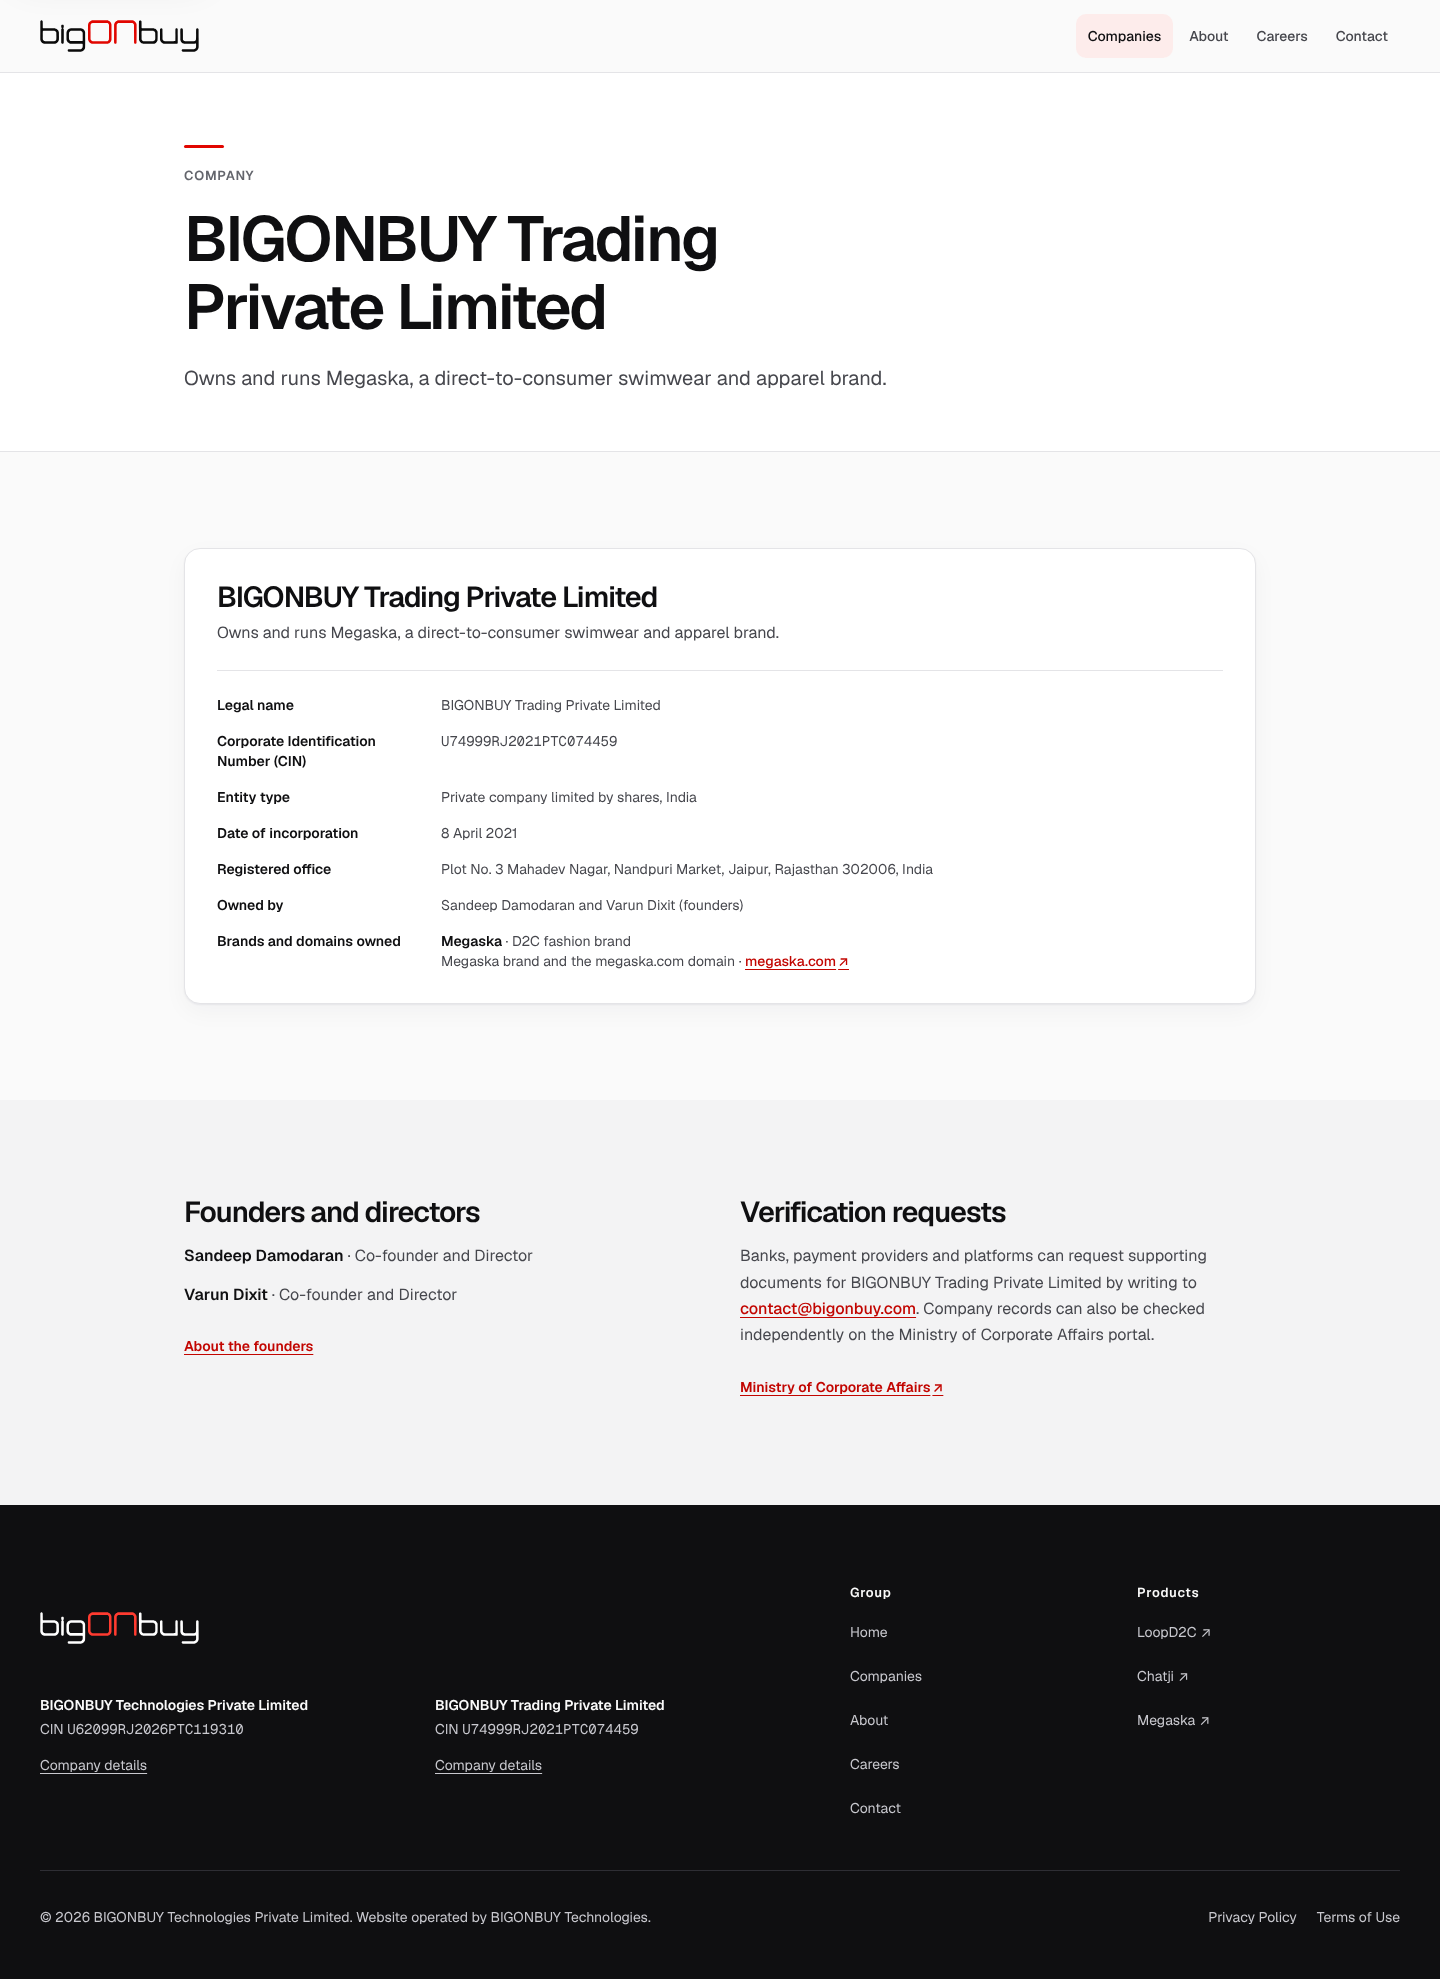 bigONbuy
Companies About Careers Contact
COMPANY
BIGONBUY Trading
Private Limited
Owns and runs Megaska, a direct-to-consumer swimwear and apparel brand.
BIGONBUY Trading Private Limited
Owns and runs Megaska, a direct-to-consumer swimwear and apparel brand.
Legal name BIGONBUY Trading Private Limited
Corporate Identification U74999RJ2021PTC074459
Number (CIN)
Entity type Private company limited by shares, India
Date of incorporation 8 April 2021
Registered office Plot No. 3 Mahadev Nagar, Nandpuri Market, Jaipur, Rajasthan 302006, India
Owned by Sandeep Damodaran and Varun Dixit (founders)
Brands and domains owned Megaska · D2C fashion brand
Megaska brand and the megaska.com domain · megaska.com ↗
Founders and directors
Sandeep Damodaran · Co-founder and Director
Varun Dixit · Co-founder and Director
About the founders
Verification requests
Banks, payment providers and platforms can request supporting
documents for BIGONBUY Trading Private Limited by writing to
contact@bigonbuy.com. Company records can also be checked
independently on the Ministry of Corporate Affairs portal.
Ministry of Corporate Affairs ↗
bigONbuy
BIGONBUY Technologies Private Limited
CIN U62099RJ2026PTC119310
Company details
BIGONBUY Trading Private Limited
CIN U74999RJ2021PTC074459
Company details
Group
Home
Companies
About
Careers
Contact
Products
LoopD2C ↗
Chatji ↗
Megaska ↗
© 2026 BIGONBUY Technologies Private Limited. Website operated by BIGONBUY Technologies.
Privacy Policy Terms of Use